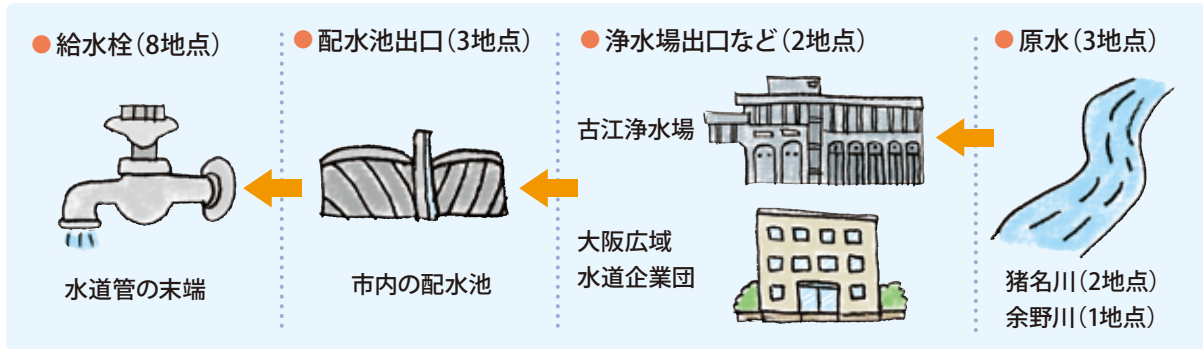 ● 給水栓(8地点)
水道管の末端
● 配水池出口(3地点)
市内の配水池
● 浄水場出口など(2地点)
古江浄水場
大阪広域
水道企業団
● 原水(3地点)
猪名川(2地点)
余野川(1地点)